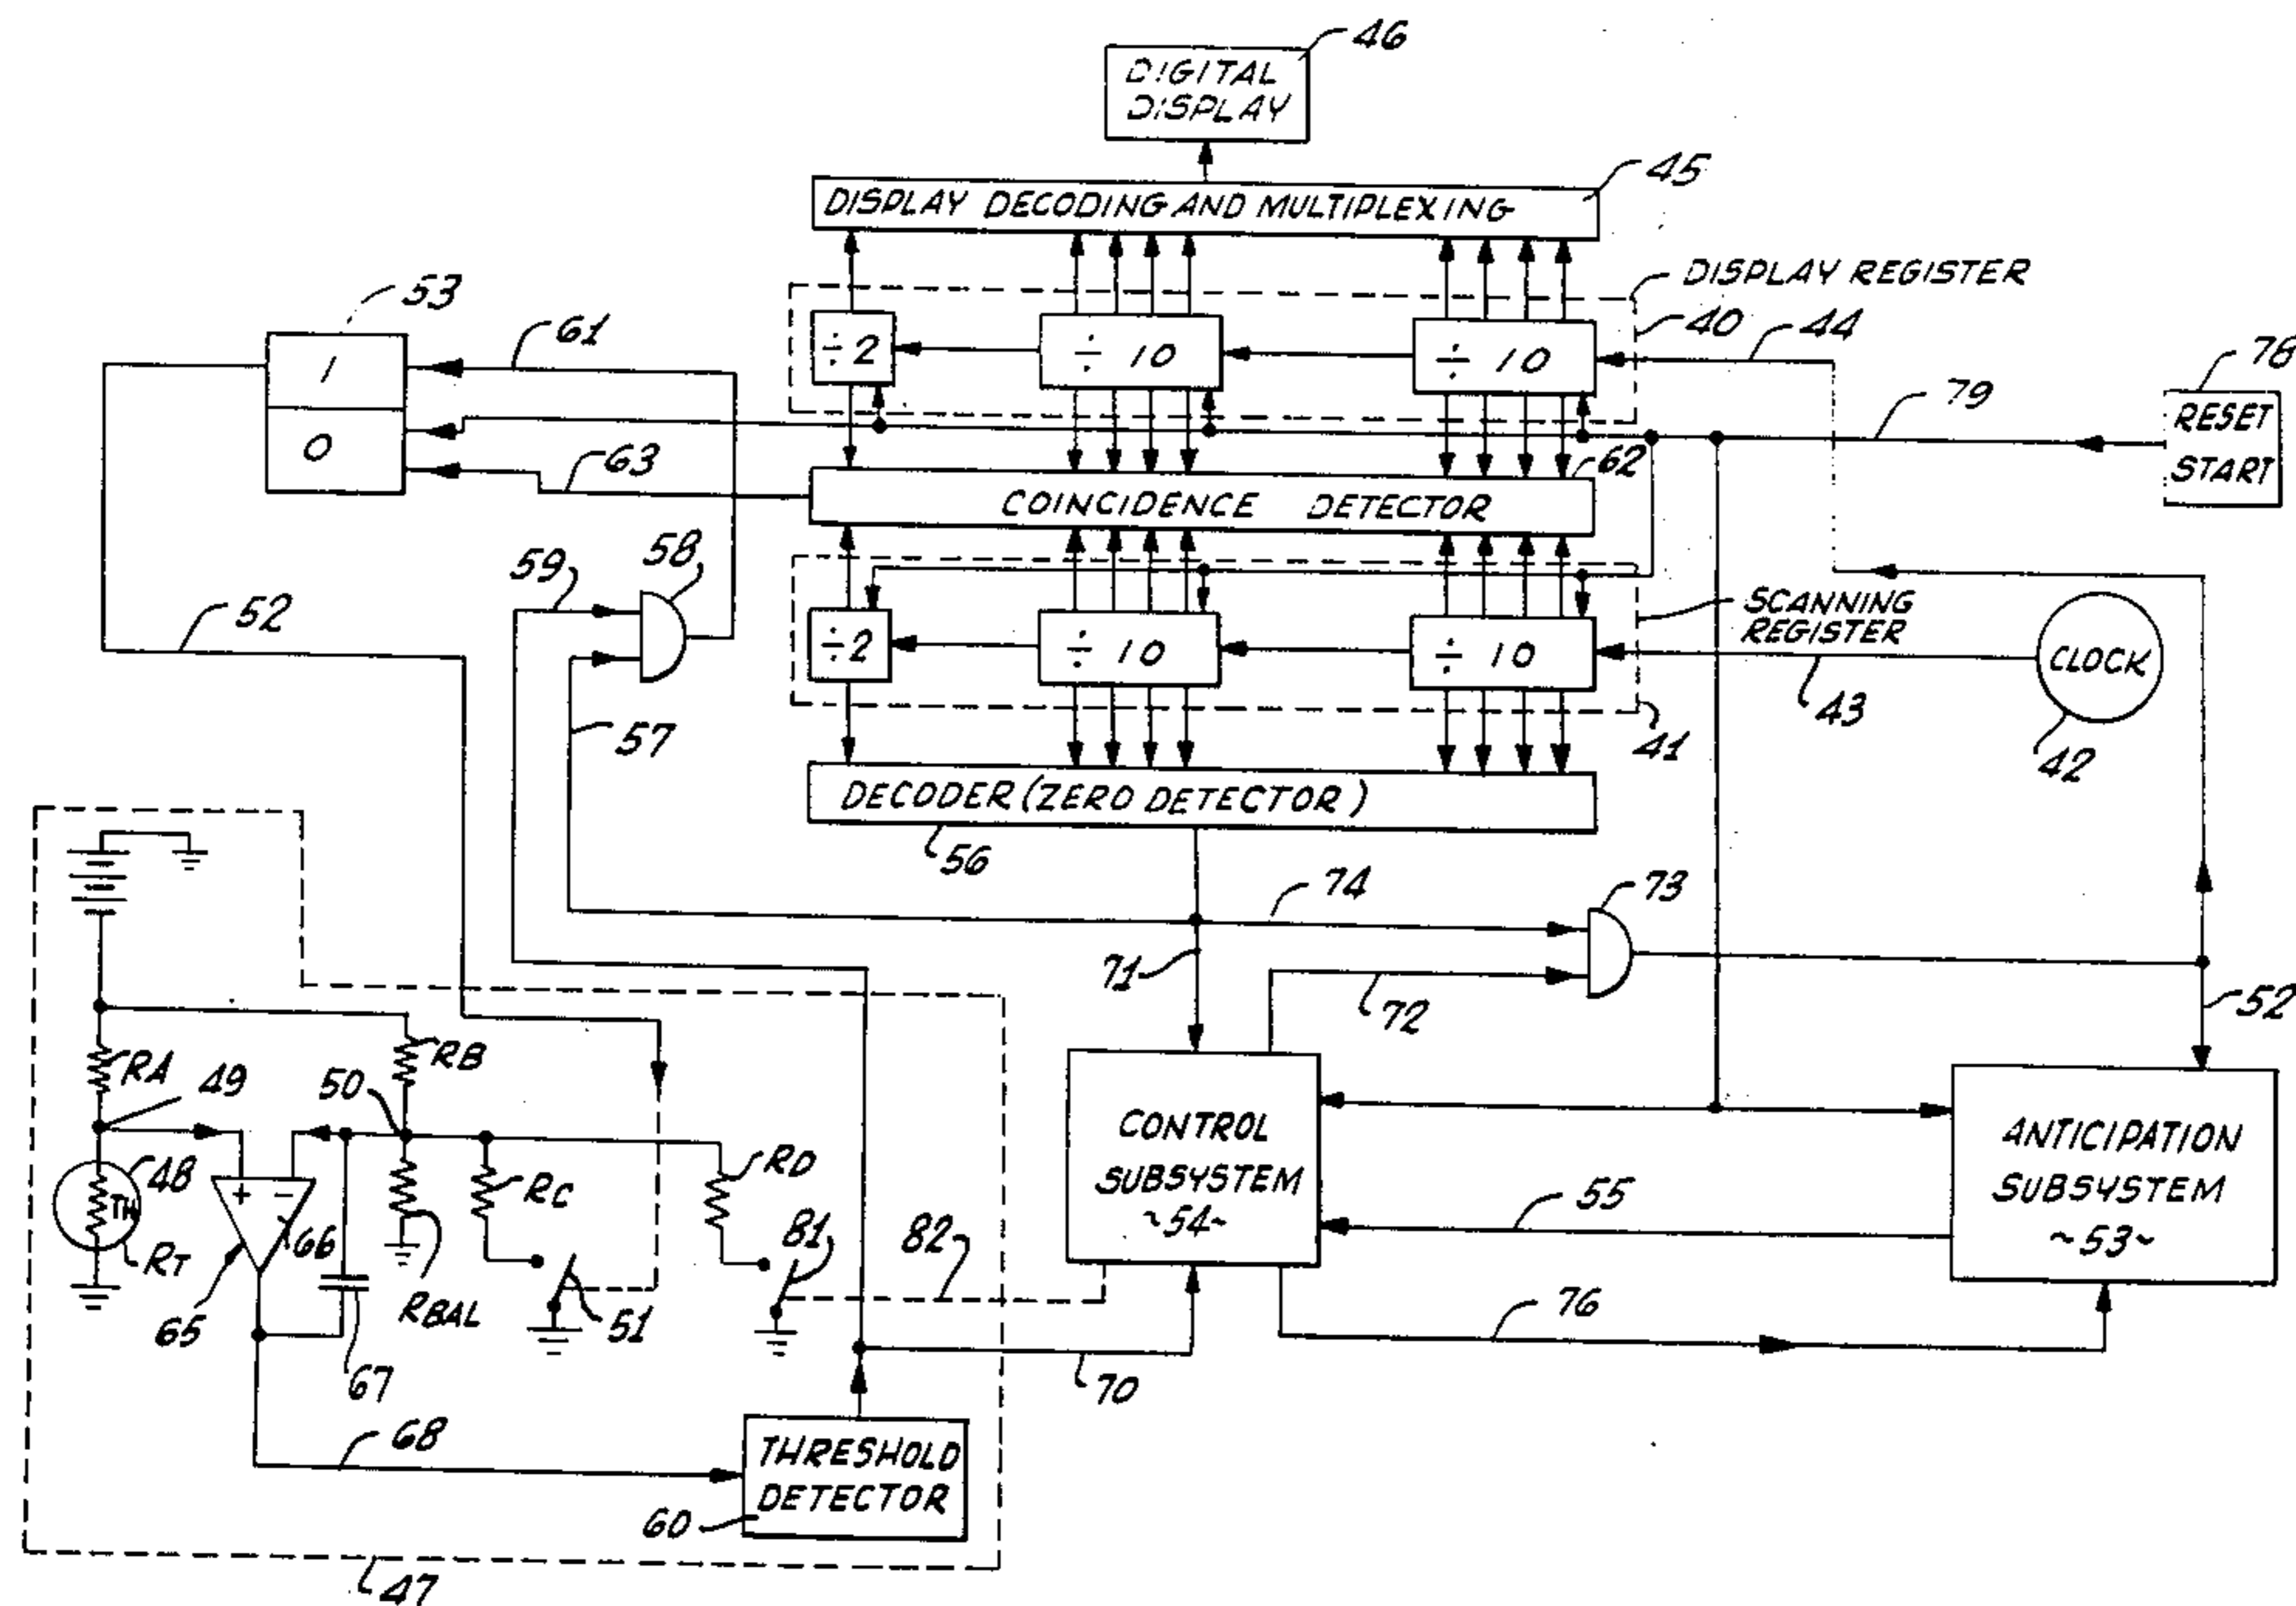 46
DIGITAL
DISPLAY
45
DISPLAY DECODING AND MULTIPLEXING
DISPLAY REGISTER
53
61
40
44
78
1
÷2
÷ 10
÷ 10
79
RESET
START
0
63
62
COINCIDENCE DETECTOR
59
58
52
SCANNING
REGISTER
÷2
÷ 10
÷ 10
CLOCK
57
43
41
42
DECODER (ZERO DETECTOR)
56
74
73
71
72
52
RA
49
RB
50
CONTROL
SUBSYSTEM
~54~
ANTICIPATION
SUBSYSTEM
~53~
48
TH
+
-
RC
RD
55
RT
66
81
82
65
RBAL
51
76
67
70
68
THRESHOLD
DETECTOR
60
47